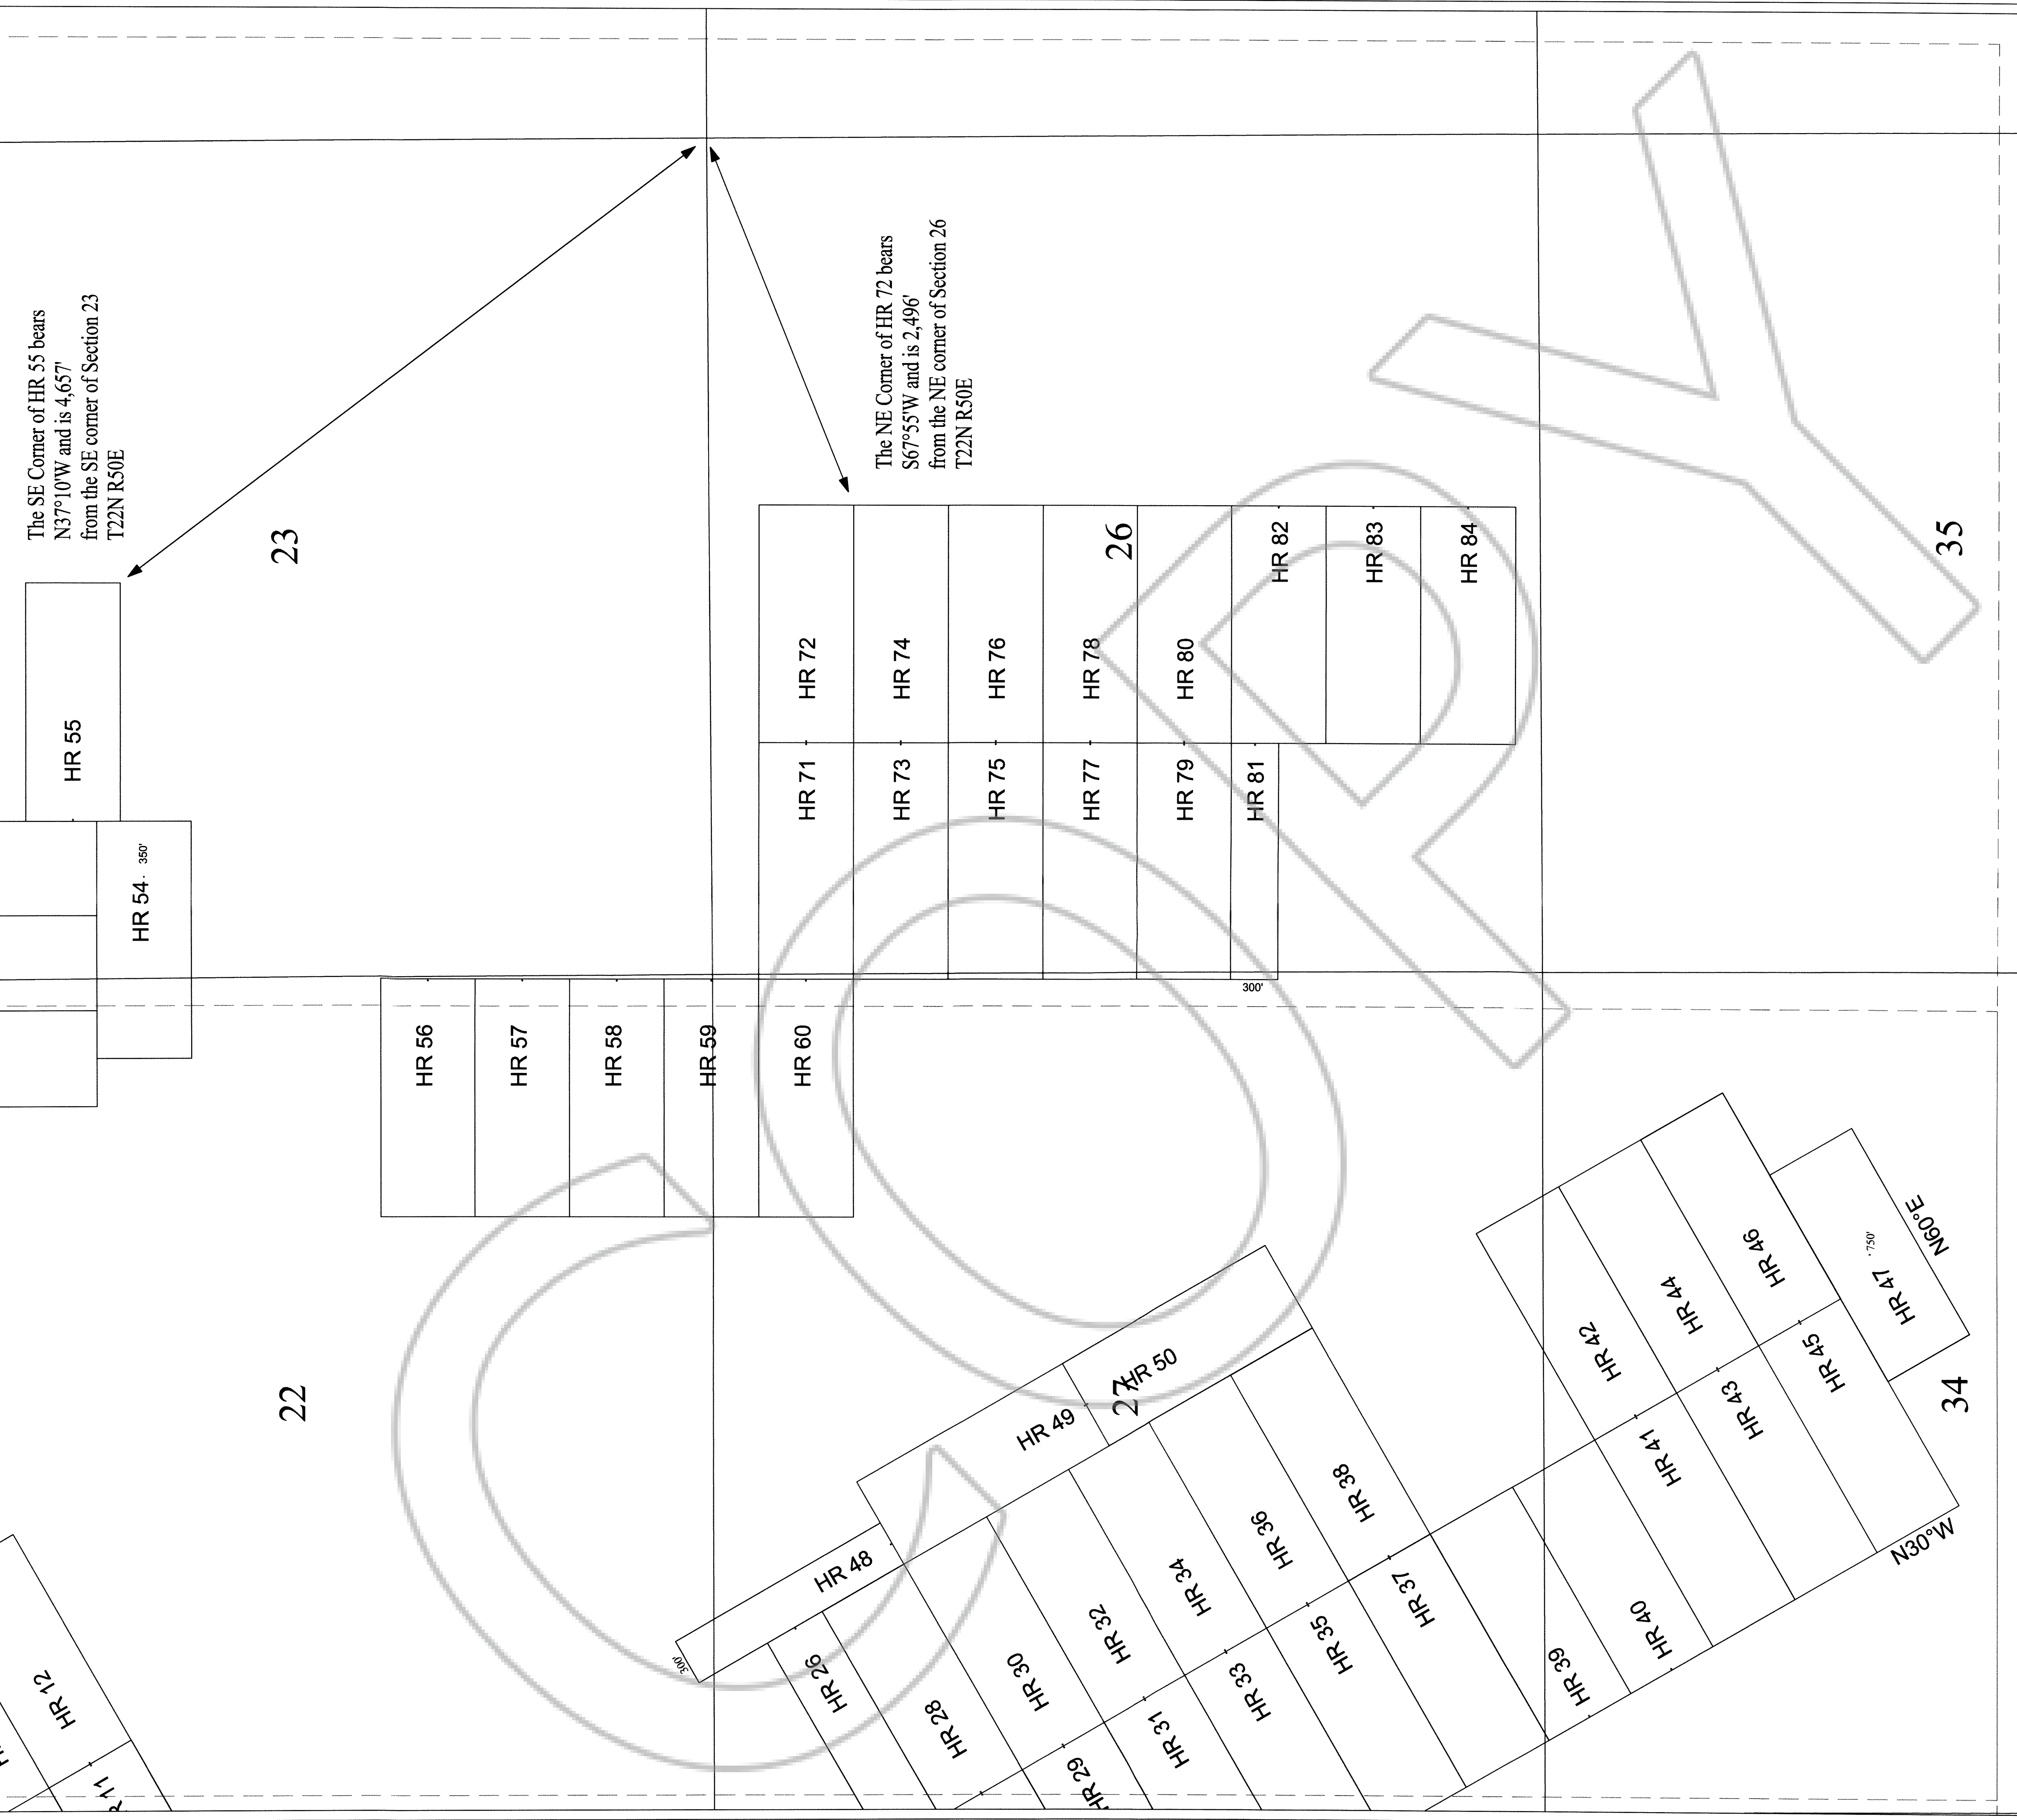 The SE Corner of HR 55 bears
N37°10'W and is 4,657'
from the SE corner of Section 23
T22N R50E
The NE Corner of HR 72 bears
S67°55'W and is 2,496'
from the NE corner of Section 26
T22N R50E
23
26
35
HR 55
HR 54
350'
HR 72
HR 74
HR 76
HR 78
HR 80
HR 82
HR 83
HR 84
HR 71
HR 73
HR 75
HR 77
HR 79
HR 81
300'
HR 56
HR 57
HR 58
HR 59
HR 60
22
27
34
HR 42
HR 44
HR 46
HR 47
750'
N60°E
HR 41
HR 43
HR 45
N30°W
HR 50
HR 49
HR 48
300'
HR 26
HR 28
HR 30
HR 32
HR 34
HR 36
HR 38
HR 29
HR 31
HR 33
HR 35
HR 37
HR 39
HR 40
HR 12
R 11
COPY